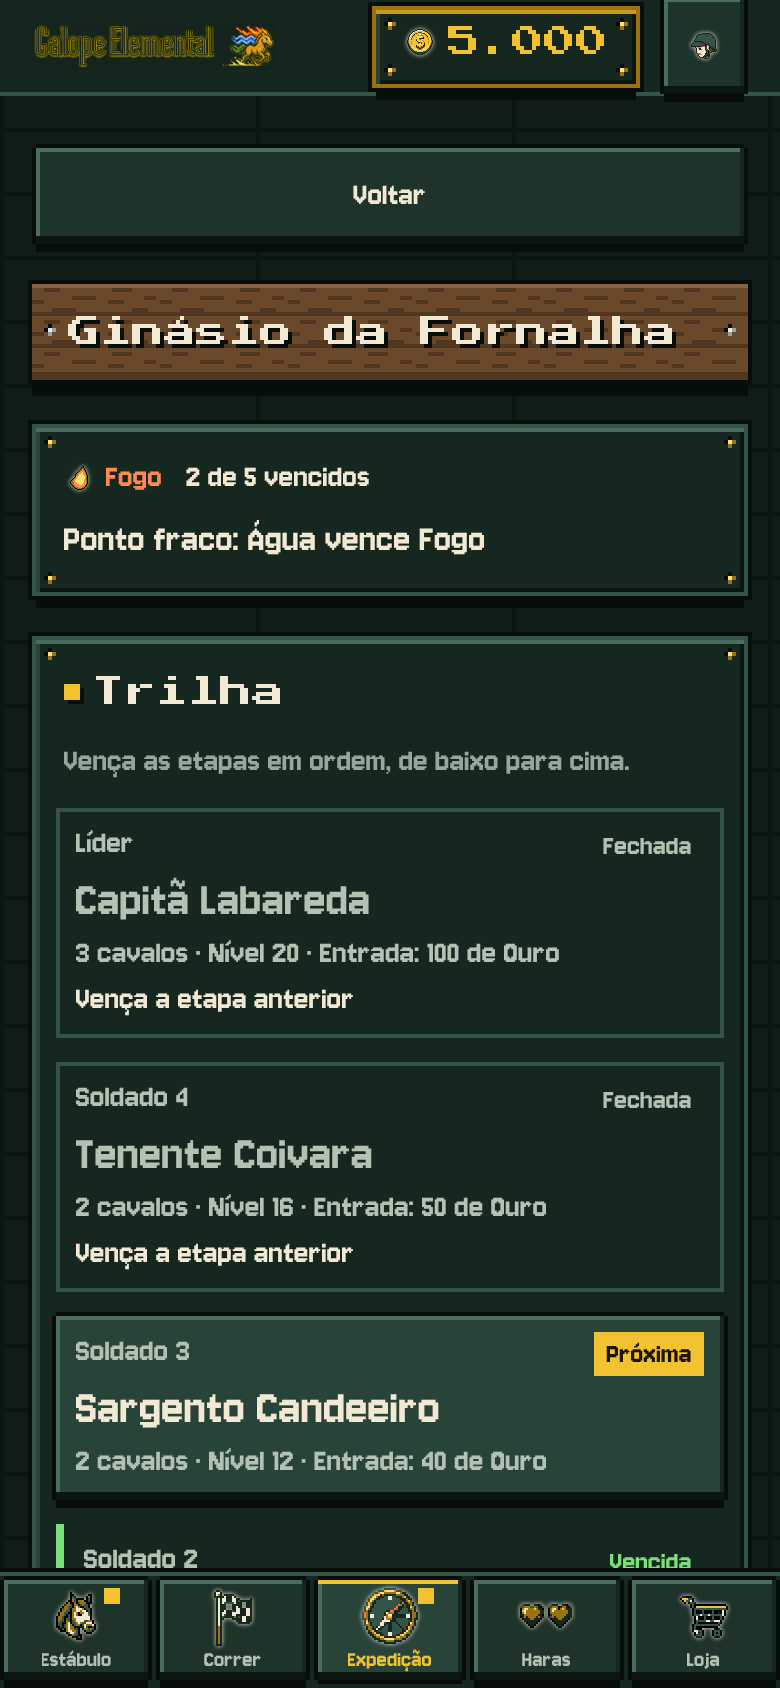 Galope Elemental
5.000
Voltar
Ginásio da Fornalha
Fogo 2 de 5 vencidos
Ponto fraco: Água vence Fogo
Trilha
Vença as etapas em ordem, de baixo para cima.
Líder
Fechada
Capitã Labareda
3 cavalos · Nível 20 · Entrada: 100 de Ouro
Vença a etapa anterior
Soldado 4
Fechada
Tenente Coivara
2 cavalos · Nível 16 · Entrada: 50 de Ouro
Vença a etapa anterior
Soldado 3
Próxima
Sargento Candeeiro
2 cavalos · Nível 12 · Entrada: 40 de Ouro
Soldado 2
Vencida
Estábulo
Correr
Expedição
Haras
Loja